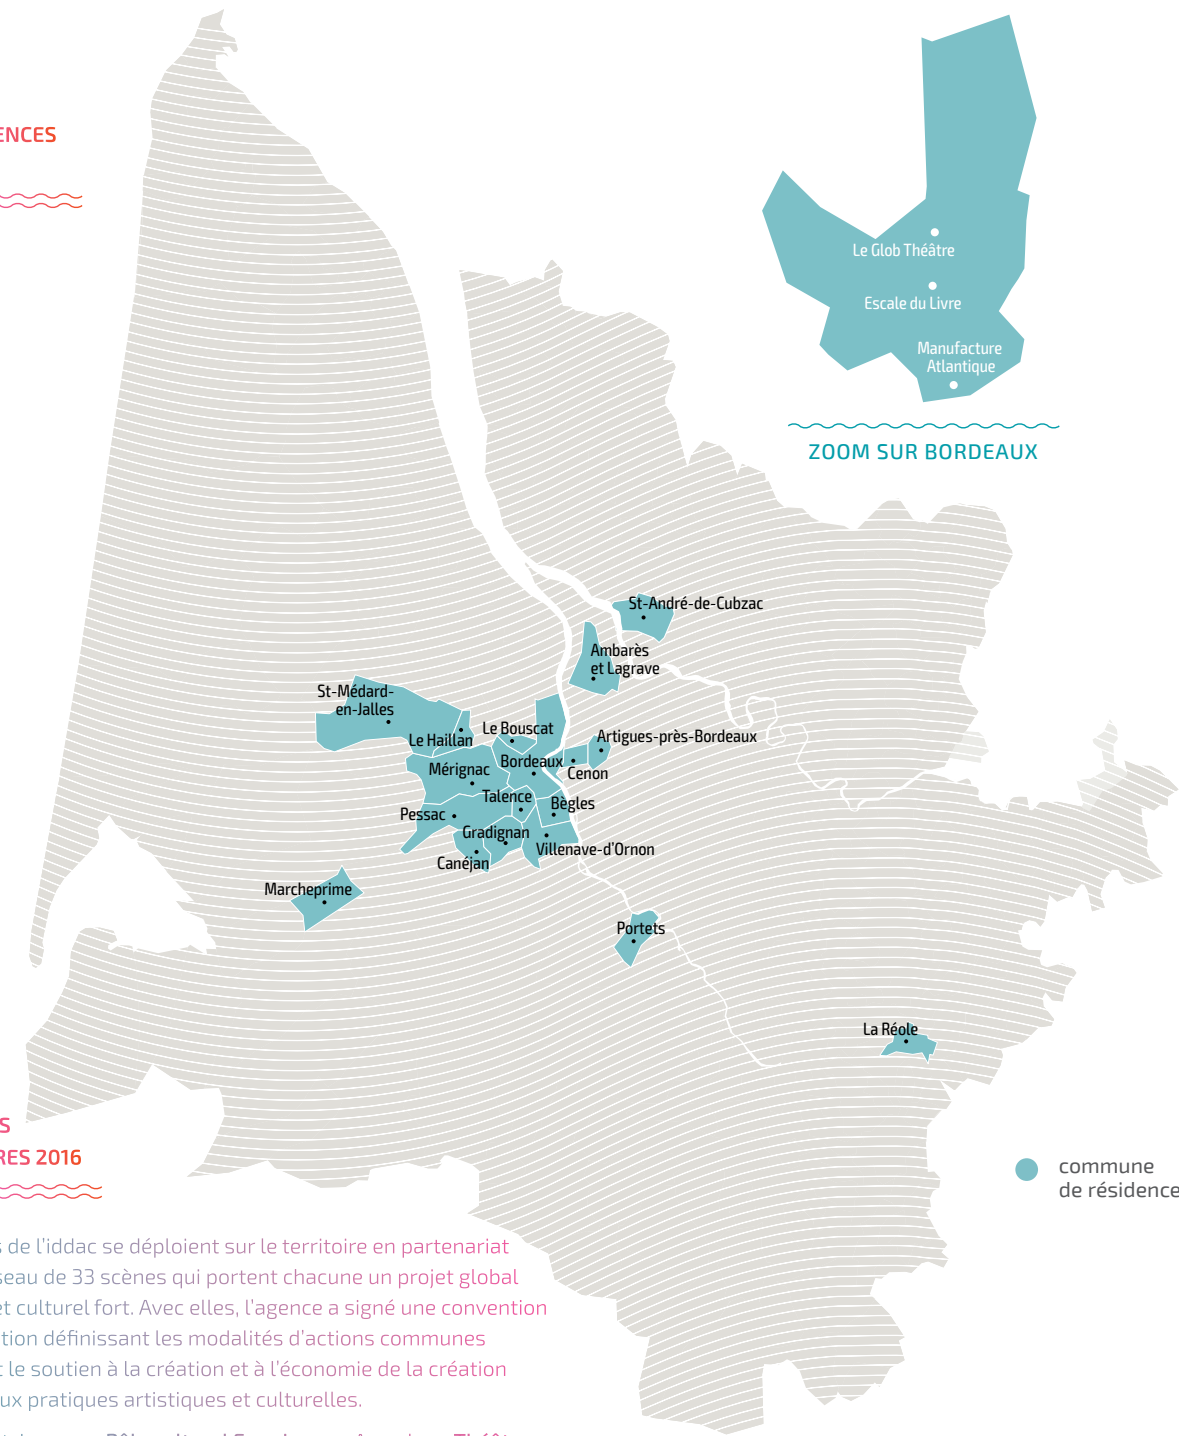 ENCES
Le Glob Théâtre
Escale du Livre
Manufacture
Atlantique
ZOOM SUR BORDEAUX
St-André-de-Cubzac
Ambarès
et Lagrave
St-Médard-
en-Jalles
Le Haillan
Le Bouscat
Artigues-près-Bordeaux
Bordeaux
Cenon
Mérignac
Talence
Bègles
Pessac
Gradignan
Villenave-d'Ornon
Canéjan
Marcheprime
Portets
La Réole
S
RES 2016
commune
de résidence
s de l'iddac se déploient sur le territoire en partenariat
seau de 33 scènes qui portent chacune un projet global
et culturel fort. Avec elles, l'agence a signé une convention
tion définissant les modalités d'actions communes
t le soutien à la création et à l'économie de la création
ux pratiques artistiques et culturelles.